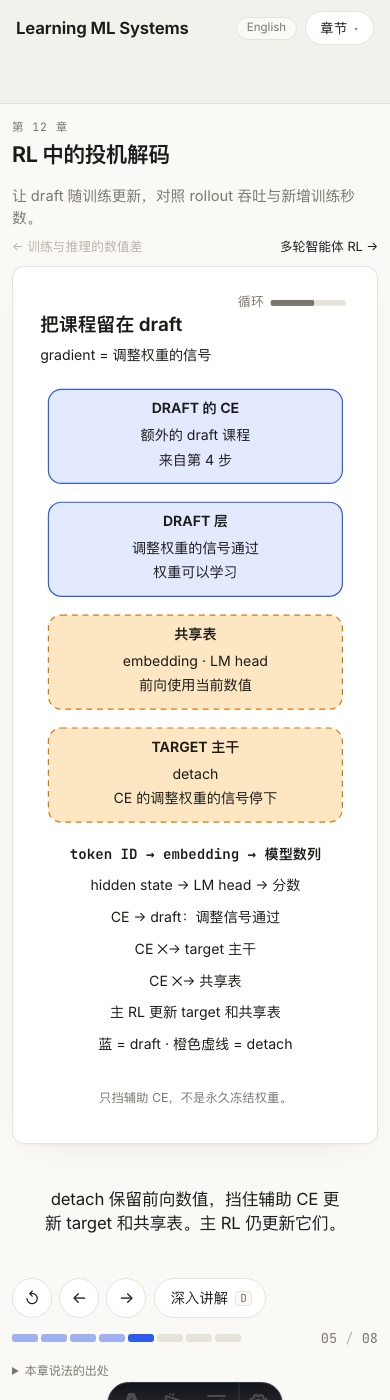 Learning ML Systems
English
章节
第 12 章
RL 中的投机解码
让 draft 随训练更新，对照 rollout 吞吐与新增训练秒
数。
← 训练与推理的数值差
多轮智能体 RL →
循环
把课程留在 draft
gradient = 调整权重的信号
DRAFT 的 CE
额外的 draft 课程
来自第 4 步
DRAFT 层
调整权重的信号通过
权重可以学习
共享表
embedding · LM head
前向使用当前数值
TARGET 主干
detach
CE 的调整权重的信号停下
token ID → embedding → 模型数列
hidden state → LM head → 分数
CE → draft：调整信号通过
CE ✕→ target 主干
CE ✕→ 共享表
主 RL 更新 target 和共享表
蓝 = draft · 橙色虚线 = detach
只挡辅助 CE，不是永久冻结权重。
detach 保留前向数值，挡住辅助 CE 更
新 target 和共享表。主 RL 仍更新它们。
深入讲解 D
05 / 08
▶ 本章说法的出处